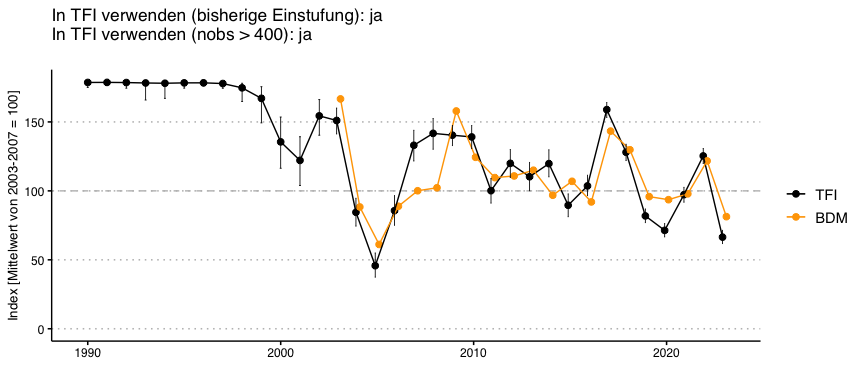 In TFI verwenden (bisherige Einstufung): ja
In TFI verwenden (nobs > 400): ja
Index [Mittelwert von 2003-2007 = 100]
150
100
50
0
1990
2000
2010
2020
TFI
BDM